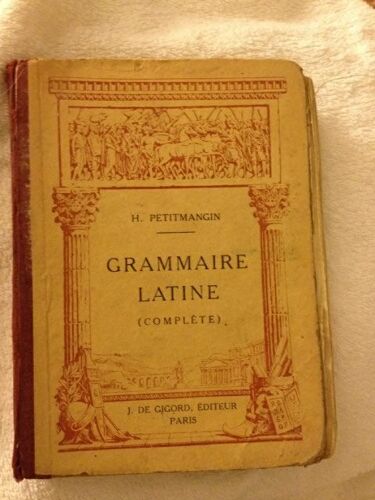 H. PETITMANGIN
GRAMMAIRE
LATINE
(COMPLÈTE)
J. DE GIGORD, ÉDITEUR
PARIS